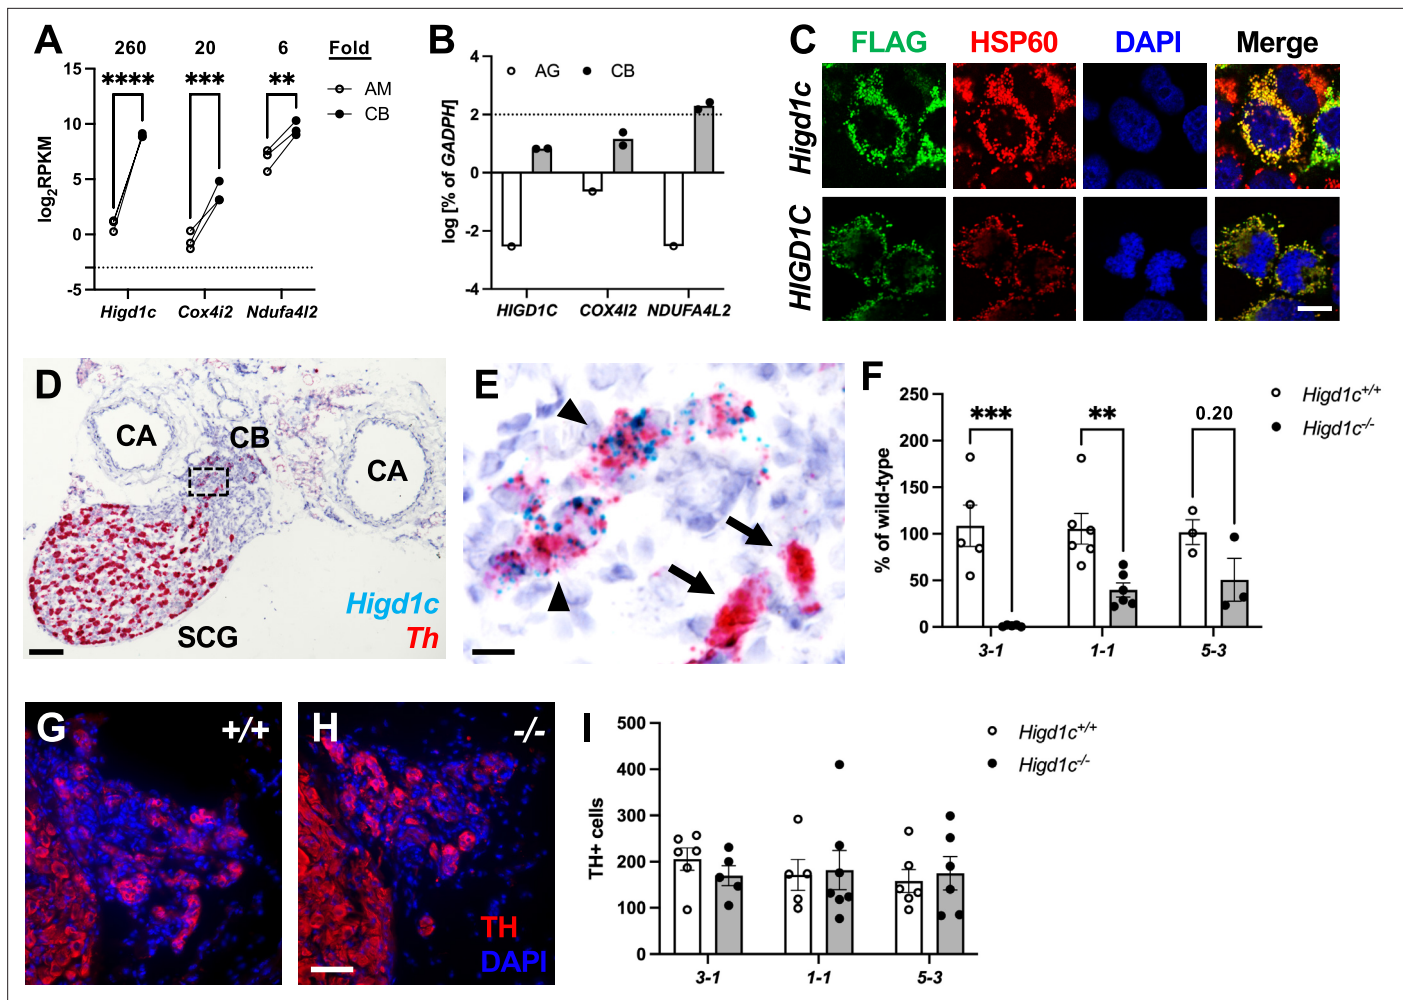 A
260 20 6 Fold
**** *** **
15
10
5
0
-5
log2RPKM
AM
CB
Higd1c Cox4i2 Ndufa4l2
B
AG CB
4
2
0
-2
-4
log [% of GADPH]
HIGD1C COX4I2 NDUFA4L2
C
FLAG HSP60 DAPI Merge
Higd1c
HIGD1C
D
CA CB CA
SCG
Higd1c
Th
E
F
Higd1c+/+
Higd1c-/-
*** ** 0.20
250
200
150
100
50
0
% of wild-type
3-1 1-1 5-3
G +/+
H -/-
TH
DAPI
I
Higd1c+/+
Higd1c-/-
500
400
300
200
100
0
TH+ cells
3-1 1-1 5-3